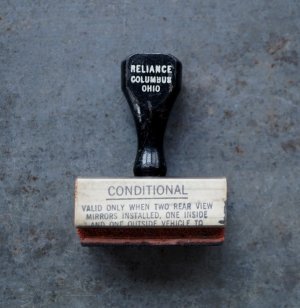 RELIANCE
COLUMBUS
OHIO
CONDITIONAL
VALID ONLY WHEN TWO REAR VIEW
MIRRORS INSTALLED, ONE INSIDE
AND ONE OUTSIDE VEHICLE TO